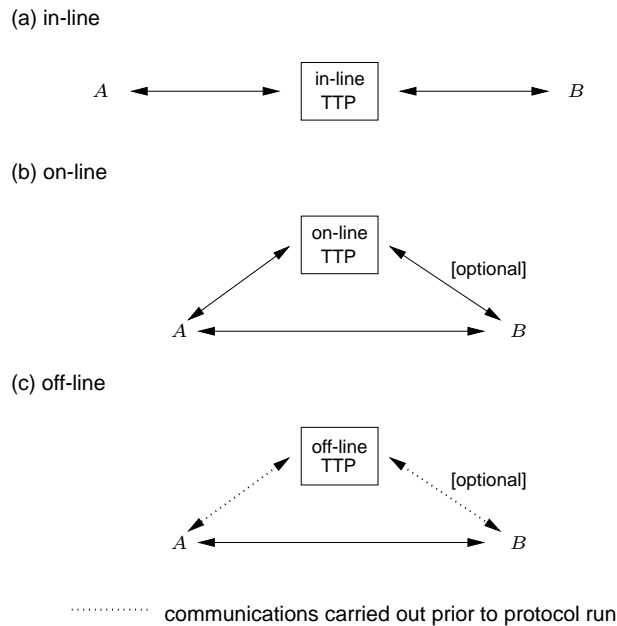 (a) in-line
A
in-line
TTP
B
(b) on-line
on-line
TTP
[optional]
A
B
(c) off-line
off-line
TTP
[optional]
A
B
communications carried out prior to protocol run